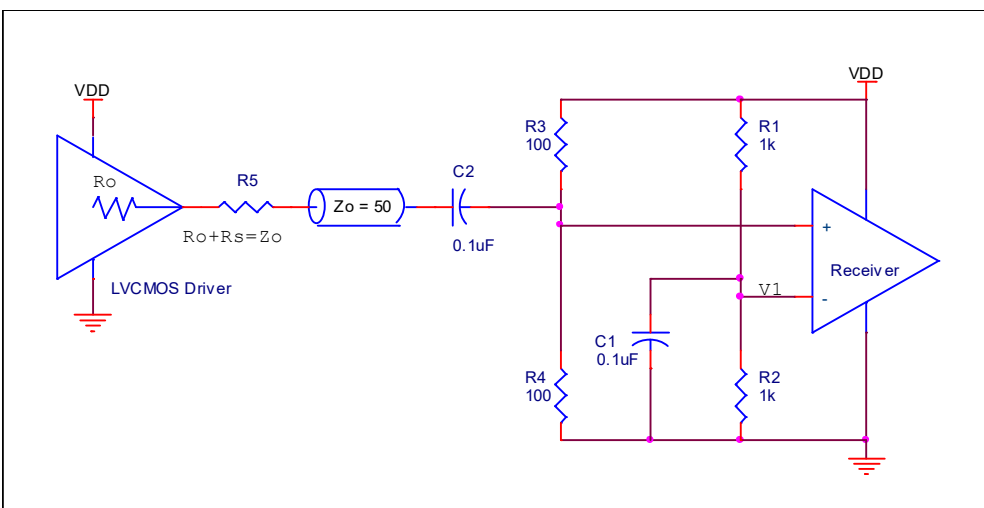 VDD
VDD
R3
100
R1
1k
C2
Ro
R5
Zo = 50
0.1uF
Ro+Rs=Zo
+
Receiver
LVCMOS Driver
V1
-
C1
0.1uF
R4
100
R2
1k